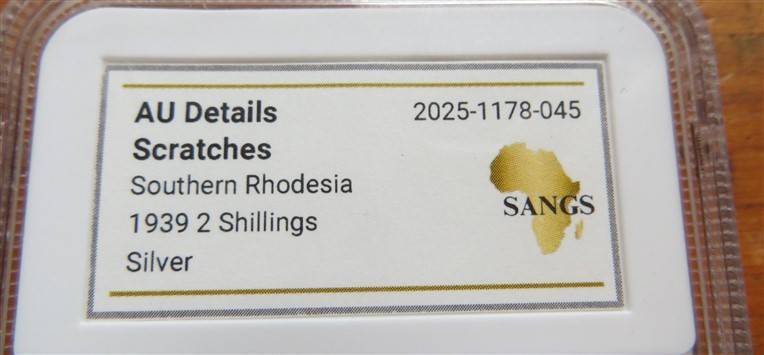 AU Details
2025-1178-045
Scratches
Southern Rhodesia
SANGS
1939 2 Shillings
Silver